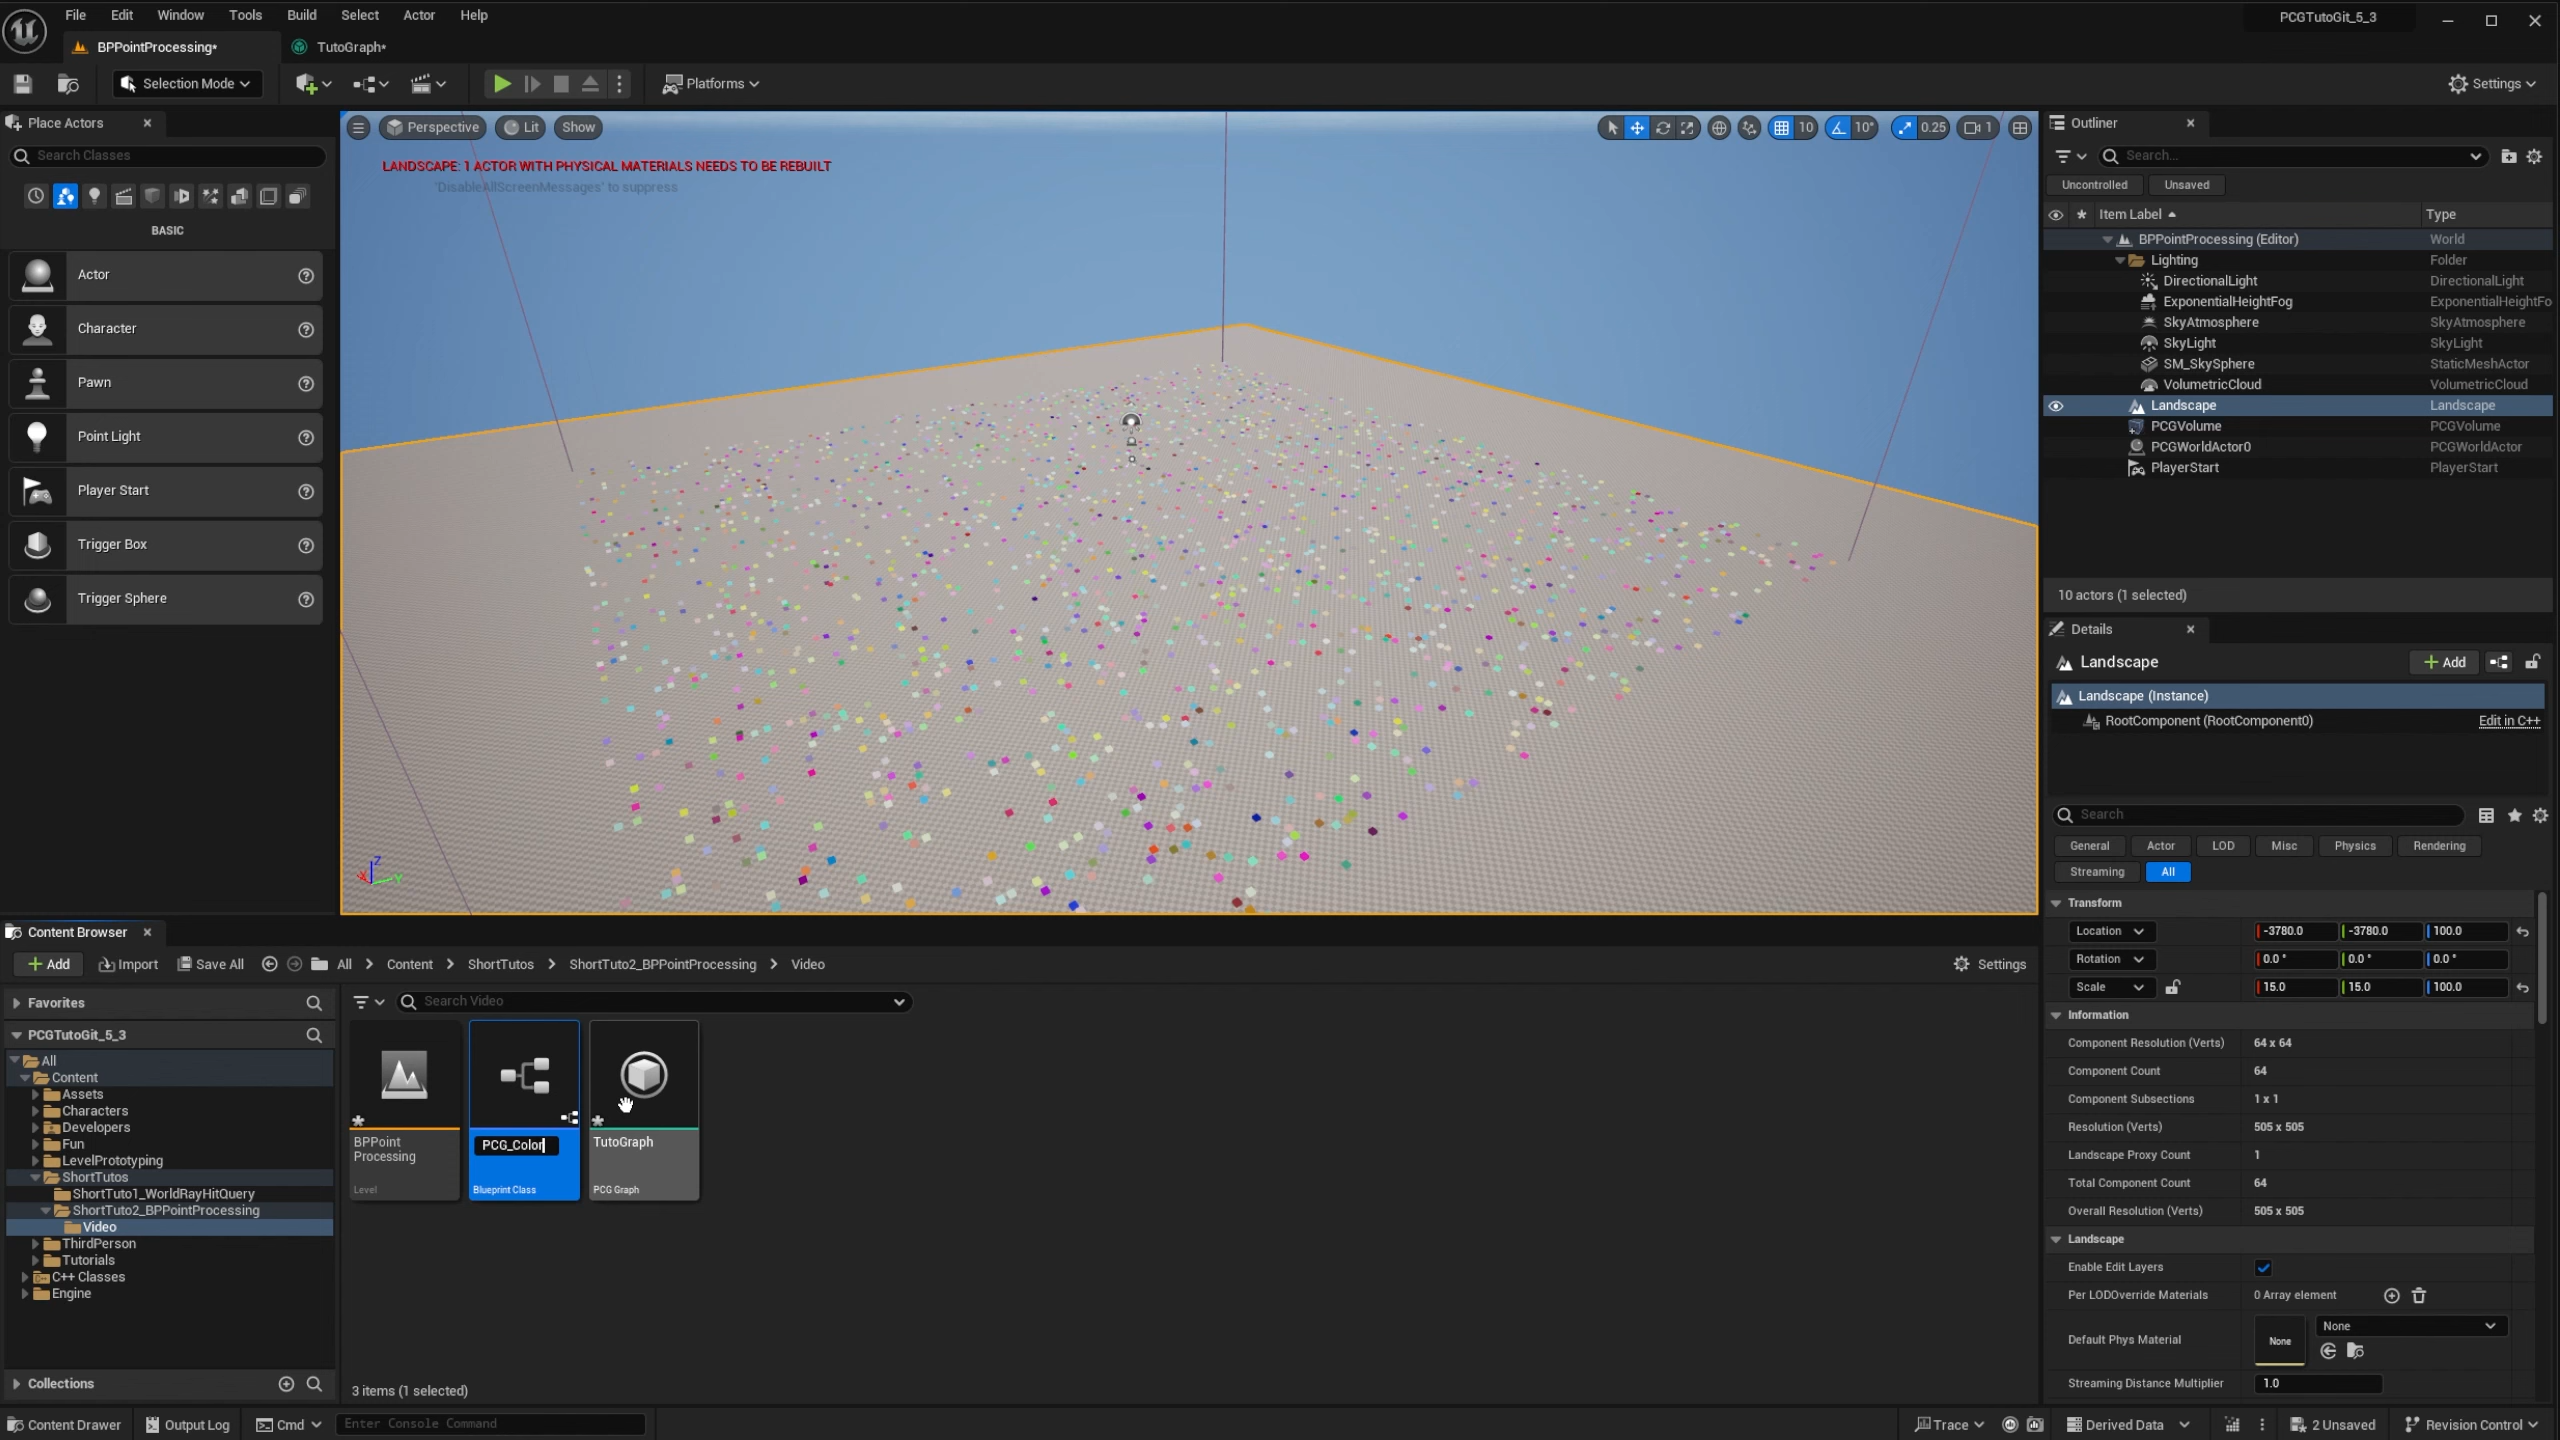 File Edit Window Tools Build Select Actor Help
PCGTutoGit_5_3
BPPointProcessing*
TutoGraph*
Selection Mode
Platforms
Settings
Place Actors
Search Classes
BASIC
Actor
Character
Pawn
Point Light
Player Start
Trigger Box
Trigger Sphere
Perspective Lit Show
10 10° 0.25 1
LANDSCAPE: 1 ACTOR WITH PHYSICAL MATERIALS NEEDS TO BE REBUILT
'DisableAllScreenMessages' to suppress
Z
X Y
Outliner
Search...
Uncontrolled Unsaved
Item Label Type
BPPointProcessing (Editor) World
Lighting Folder
DirectionalLight DirectionalLight
ExponentialHeightFog ExponentialHeightFo
SkyAtmosphere SkyAtmosphere
SkyLight SkyLight
SM_SkySphere StaticMeshActor
VolumetricCloud VolumetricCloud
Landscape Landscape
PCGVolume PCGVolume
PCGWorldActor0 PCGWorldActor
PlayerStart PlayerStart
10 actors (1 selected)
Details
Landscape
Add
Landscape (Instance)
RootComponent (RootComponent0) Edit in C++
Search
General Actor LOD Misc Physics Rendering
Streaming All
Transform
Location -3780.0 -3780.0 100.0
Rotation 0.0 ° 0.0 ° 0.0 °
Scale 15.0 15.0 100.0
Information
Component Resolution (Verts) 64 x 64
Component Count 64
Component Subsections 1 x 1
Resolution (Verts) 505 x 505
Landscape Proxy Count 1
Total Component Count 64
Overall Resolution (Verts) 505 x 505
Landscape
Enable Edit Layers
Per LODOverride Materials 0 Array element
Default Phys Material None None
Streaming Distance Multiplier 1.0
Content Browser
Add Import Save All All > Content > ShortTutos > ShortTuto2_BPPointProcessing > Video
Settings
Favorites
PCGTutoGit_5_3
All
Content
Assets
Characters
Developers
Fun
LevelPrototyping
ShortTutos
ShortTuto1_WorldRayHitQuery
ShortTuto2_BPPointProcessing
Video
ThirdPerson
Tutorials
C++ Classes
Engine
Collections
Search Video
BPPoint
Processing
Level
PCG_Color
Blueprint Class
TutoGraph
PCG Graph
3 items (1 selected)
Content Drawer Output Log Cmd Enter Console Command
Trace Derived Data 2 Unsaved Revision Control